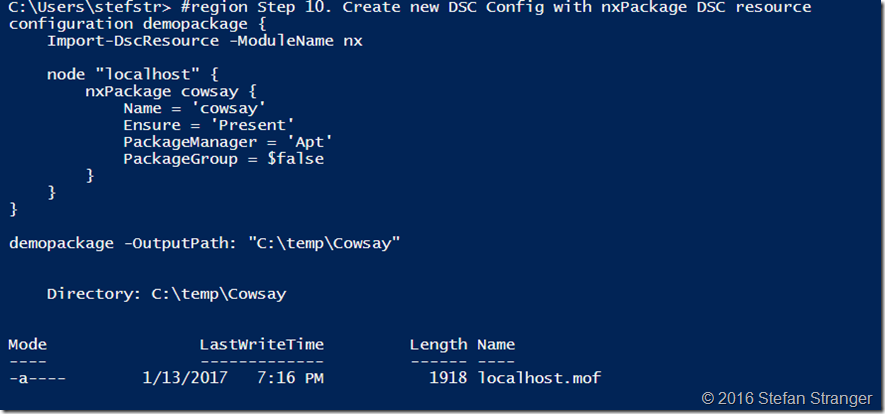 C:\Users\stefstr> #region Step 10. Create new DSC Config with nxPackage DSC resource
configuration demopackage {
    Import-DscResource -ModuleName nx

    node "localhost" {
        nxPackage cowsay {
            Name = 'cowsay'
            Ensure = 'Present'
            PackageManager = 'Apt'
            PackageGroup = $false
        }
    }
}

demopackage -OutputPath: "C:\temp\Cowsay"

    Directory: C:\temp\Cowsay

Mode                LastWriteTime         Length Name
----                -------------         ------ ----
-a----        1/13/2017   7:16 PM           1918 localhost.mof
© 2016 Stefan Stranger